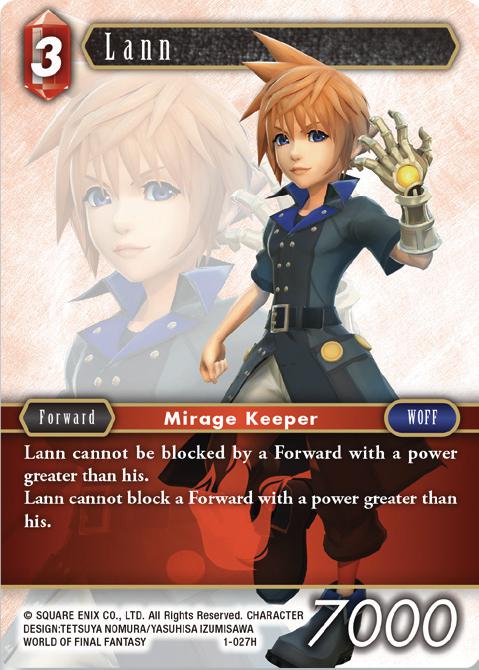 3
Lann
Forward
Mirage Keeper
WOFF
Lann cannot be blocked by a Forward with a power
greater than his.
Lann cannot block a Forward with a power greater than
his.
© SQUARE ENIX CO., LTD. All Rights Reserved. CHARACTER
DESIGN:TETSUYA NOMURA/YASUHISA IZUMISAWA
WORLD OF FINAL FANTASY 1-027H
7000